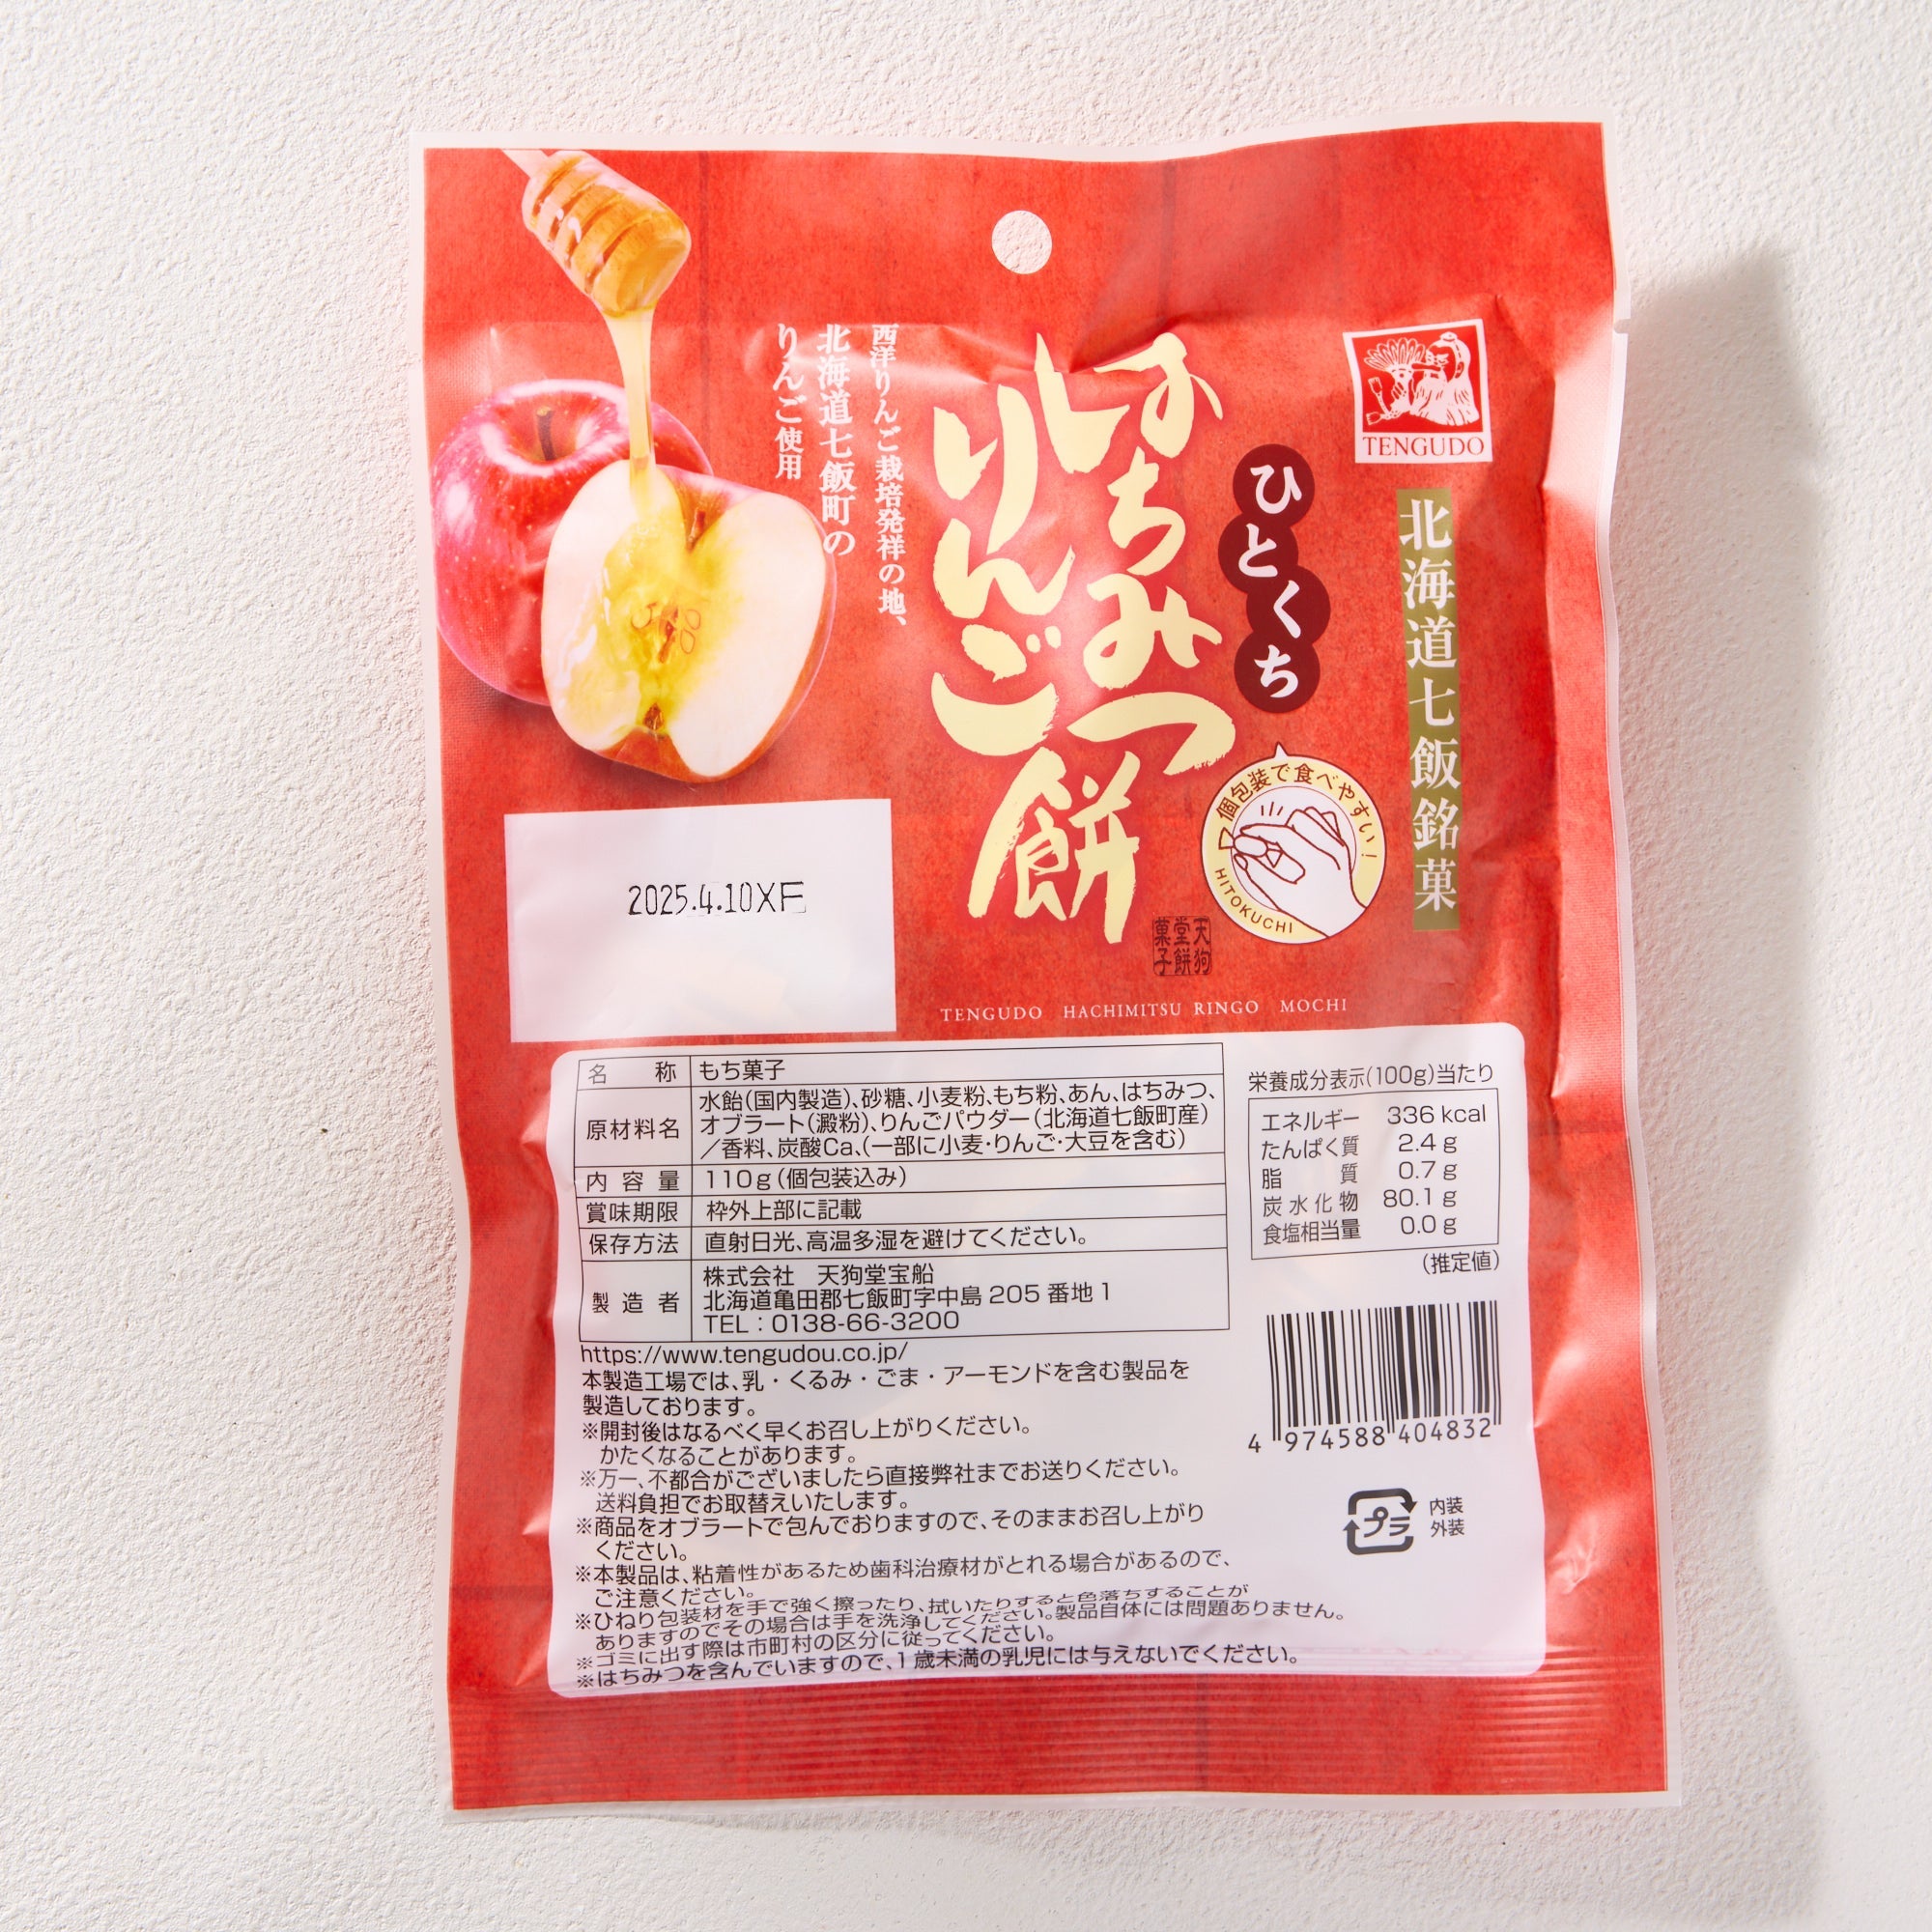 TENGUDO
北海道七飯銘菓
ひとくち
はちみつ
りんご餅
西洋りんご栽培発祥の地、
北海道七飯町の
りんご使用
個包装で食べやすい!
HITOKUCHI
天狗
堂餅
菓子
2025.4.10XF
TENGUDO HACHIMITSU RINGO MOCHI
名称 もち菓子
原材料名 水飴(国内製造)、砂糖、小麦粉、もち粉、あん、はちみつ、
オブラート(澱粉)、りんごパウダー(北海道七飯町産)
/香料、炭酸Ca、(一部に小麦・りんご・大豆を含む)
内容量 110g(個包装込み)
賞味期限 枠外上部に記載
保存方法 直射日光、高温多湿を避けてください。
製造者 株式会社 天狗堂宝船
北海道亀田郡七飯町字中島205番地1
TEL:0138-66-3200
https://www.tengudou.co.jp/
本製造工場では、乳・くるみ・ごま・アーモンドを含む製品を
製造しております。
※開封後はなるべく早くお召し上がりください。
かたくなることがあります。
※万一、不都合がございましたら直接弊社までお送りください。
送料負担でお取替えいたします。
※商品をオブラートで包んでおりますので、そのままお召し上がり
ください。
※本製品は、粘着性があるため歯科治療材がとれる場合があるので、
ご注意ください。
※ひねり包装材を手で強く擦ったり、拭いたりすると色落ちすることが
ありますのでその場合は手を洗浄してください。製品自体には問題ありません。
※ゴミに出す際は市町村の区分に従ってください。
※はちみつを含んでいますので、1歳未満の乳児には与えないでください。
栄養成分表示(100g)当たり
エネルギー 336kcal
たんぱく質 2.4g
脂質 0.7g
炭水化物 80.1g
食塩相当量 0.0g
(推定値)
4 974588 404832
プラ
内装
外装